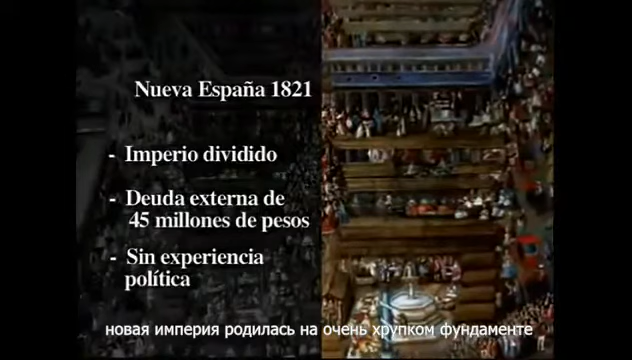 Nueva España 1821
- Imperio dividido
- Deuda externa de
45 millones de pesos
- Sin experiencia
política
новая империя родилась на очень хрупком фундаменте